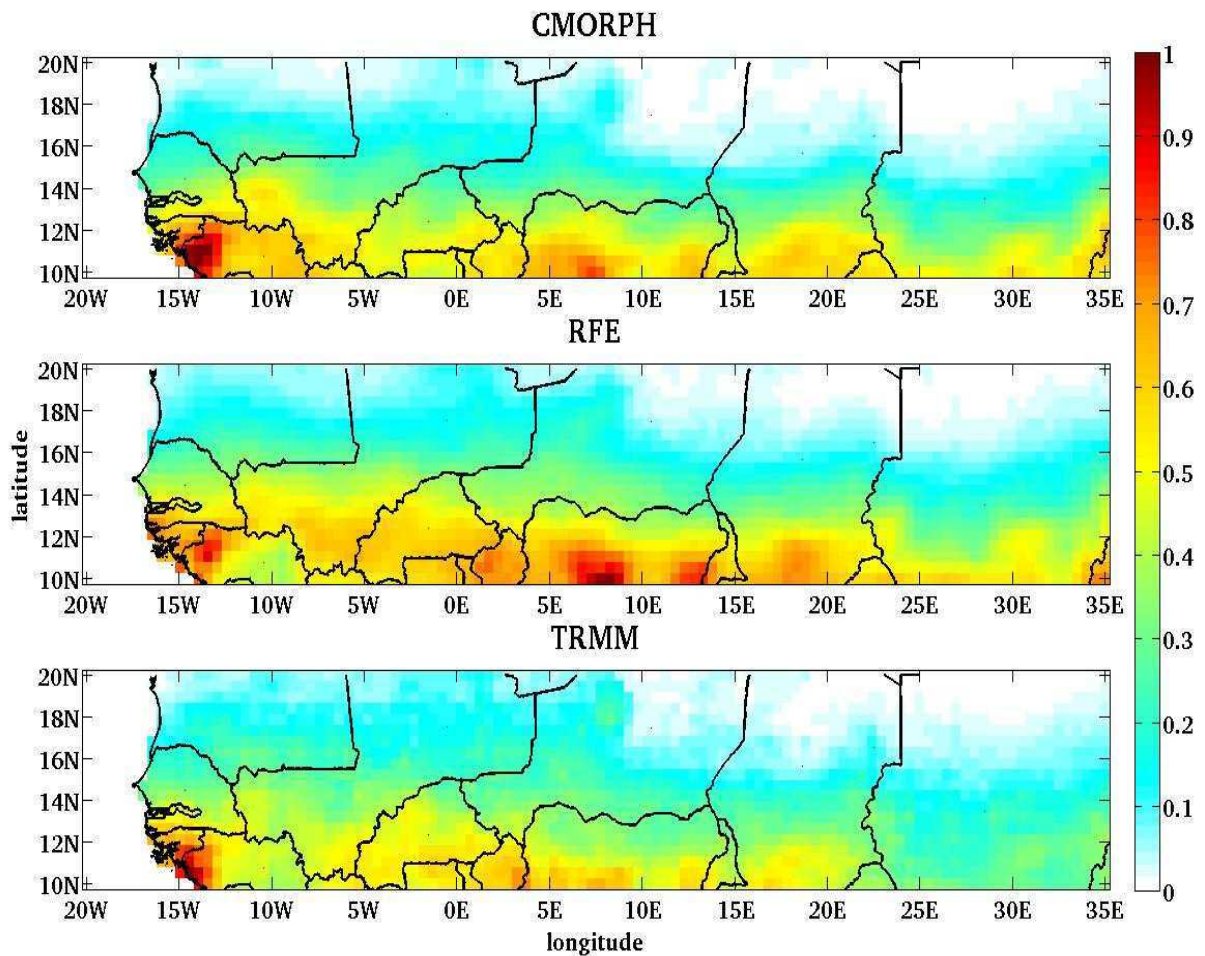 CMORPH
20N
18N
16N
14N
12N
10N
20W 15W 10W 5W 0E 5E 10E 15E 20E 25E 30E 35E
RFE
20N
18N
16N
14N
12N
10N
20W 15W 10W 5W 0E 5E 10E 15E 20E 25E 30E 35E
latitude
TRMM
20N
18N
16N
14N
12N
10N
20W 15W 10W 5W 0E 5E 10E 15E 20E 25E 30E 35E
longitude
1
0.9
0.8
0.7
0.6
0.5
0.4
0.3
0.2
0.1
0